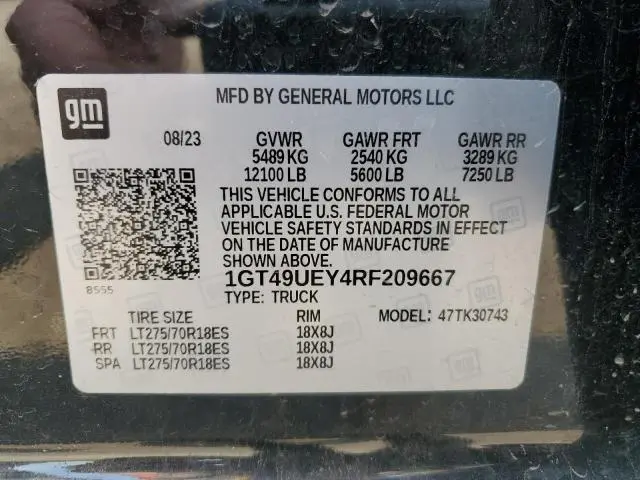 gm
MFD BY GENERAL MOTORS LLC
08/23 GVWR GAWR FRT GAWR RR
5489 KG 2540 KG 3289 KG
12100 LB 5600 LB 7250 LB
THIS VEHICLE CONFORMS TO ALL
APPLICABLE U.S. FEDERAL MOTOR
VEHICLE SAFETY STANDARDS IN EFFECT
ON THE DATE OF MANUFACTURE
SHOWN ABOVE.
8555
1GT49UEY4RF209667
TYPE: TRUCK
TIRE SIZE RIM MODEL: 47TK30743
FRT LT275/70R18ES 18X8J
RR LT275/70R18ES 18X8J
SPA LT275/70R18ES 18X8J